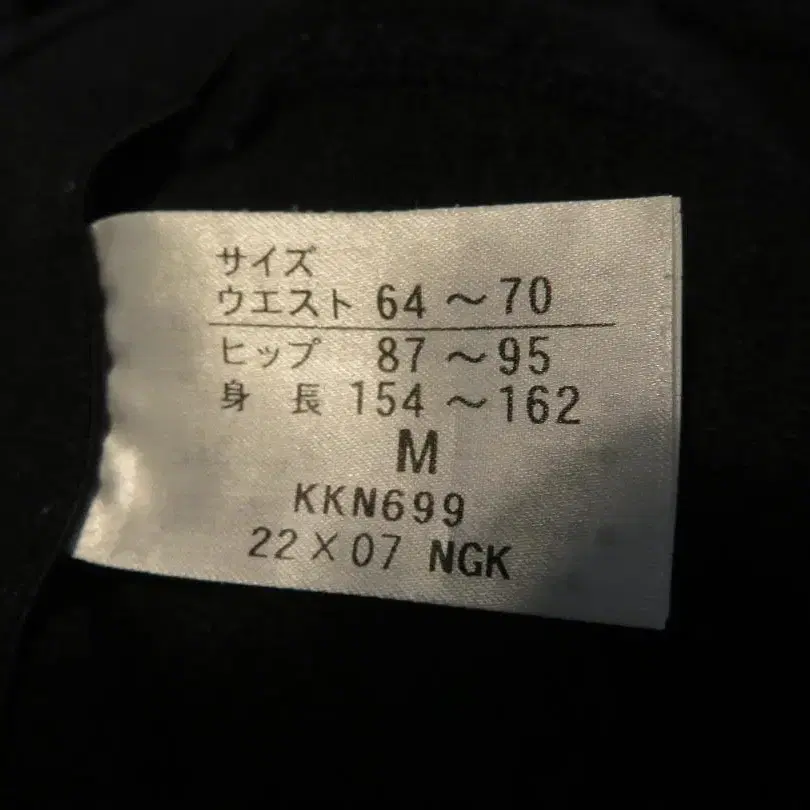 サイズ
ウエスト 64 〜 70
ヒップ 87 〜 95
身 長 154 〜 162
M
KKN699
22×07 NGK